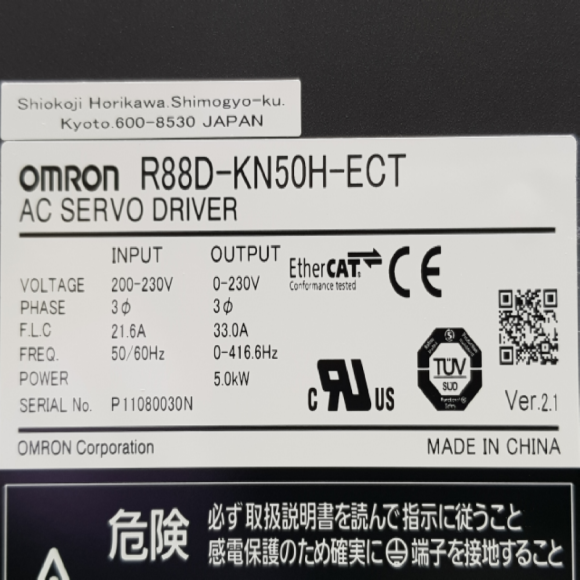 Shiokoji Horikawa.Shimogyo-ku.
Kyoto.600-8530 JAPAN
OMRON R88D-KN50H-ECT
AC SERVO DRIVER
INPUT OUTPUT
VOLTAGE 200-230V 0-230V
PHASE 3ϕ 3ϕ
F.L.C 21.6A 33.0A
FREQ. 50/60Hz 0-416.6Hz
POWER 5.0kW
SERIAL No. P11080030N
EtherCAT®
Conformance tested
CE
c RU US
TÜV
SUD
Ver.2.1
OMRON Corporation MADE IN CHINA
危険 必ず取扱説明書を読んで指示に従うこと
感電保護のため確実に⏚端子を接地すること